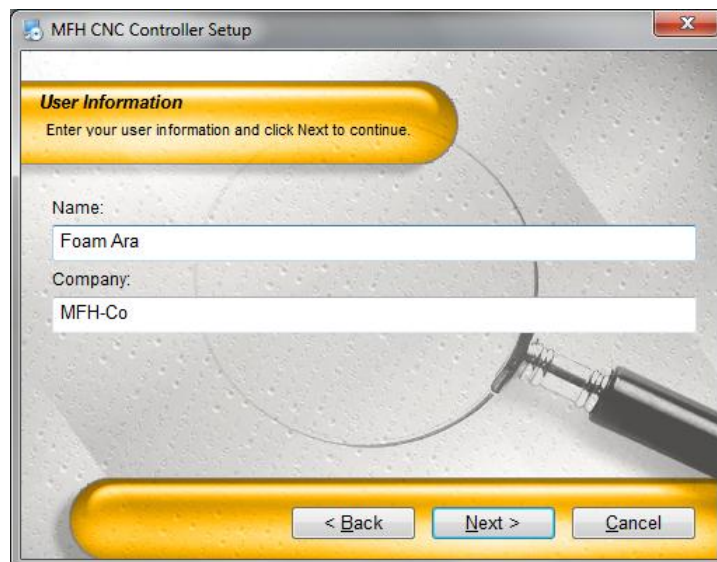 MFH CNC Controller Setup
User Information
Enter your user information and click Next to continue.
Name:
Foam Ara
Company:
MFH-Co
< Back Next > Cancel